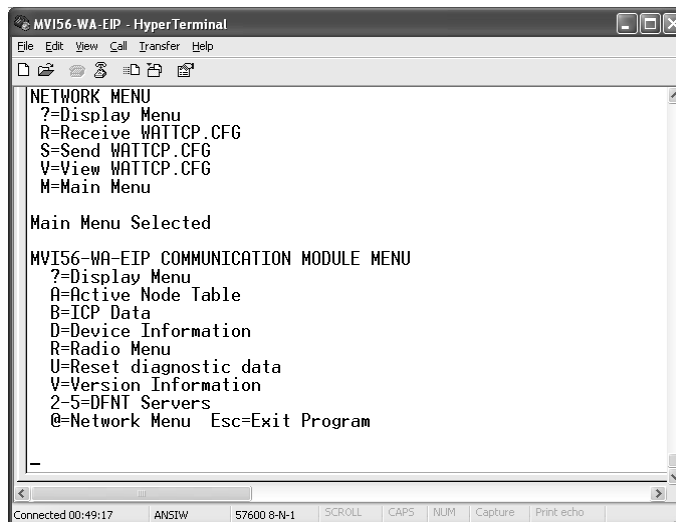 MVI56-WA-EIP - HyperTerminal
File Edit View Call Transfer Help
NETWORK MENU
?=Display Menu
R=Receive WATTCP.CFG
S=Send WATTCP.CFG
V=View WATTCP.CFG
M=Main Menu
Main Menu Selected
MVI56-WA-EIP COMMUNICATION MODULE MENU
?=Display Menu
A=Active Node Table
B=ICP Data
D=Device Information
R=Radio Menu
U=Reset diagnostic data
V=Version Information
2-5=DFNT Servers
@=Network Menu Esc=Exit Program
Connected 00:49:17 ANSIW 57600 8-N-1 SCROLL CAPS NUM Capture Print echo